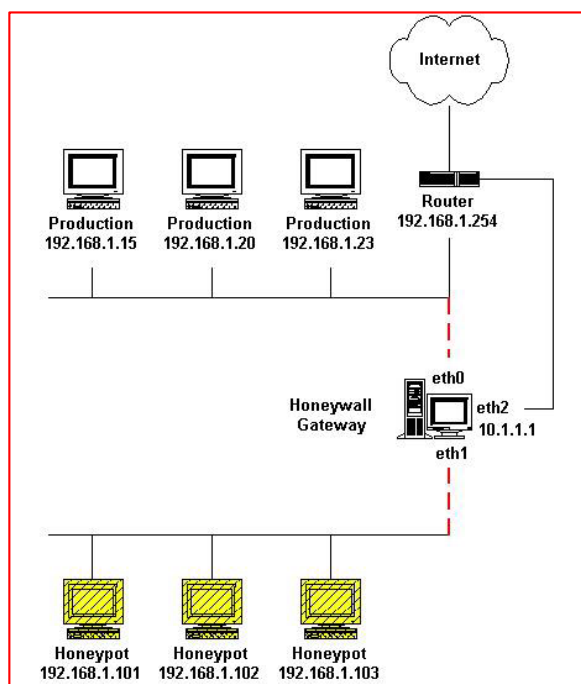 Internet
Production
192.168.1.15
Production
192.168.1.20
Production
192.168.1.23
Router
192.168.1.254
eth0
Honeywall
Gateway
eth2
10.1.1.1
eth1
Honeypot
192.168.1.101
Honeypot
192.168.1.102
Honeypot
192.168.1.103